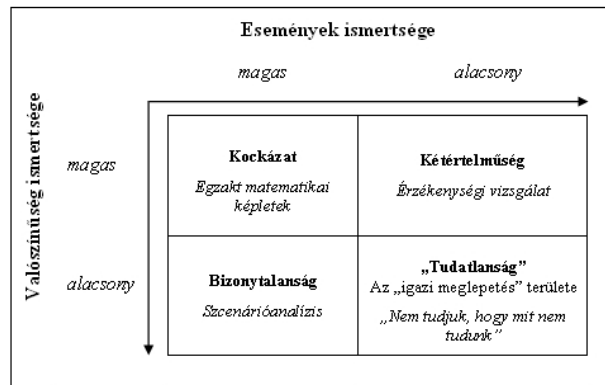 Események ismertsége
magas
alacsony
Valószínűség ismertsége
magas
Kockázat
Egzakt matematikai
képletek
Kétértelműség
Érzékenységi vizsgálat
alacsony
Bizonytalanság
Szcenárióanalízis
„Tudatlanság”
Az „igazi meglepetés” területe
„Nem tudjuk, hogy mit nem
tudunk”